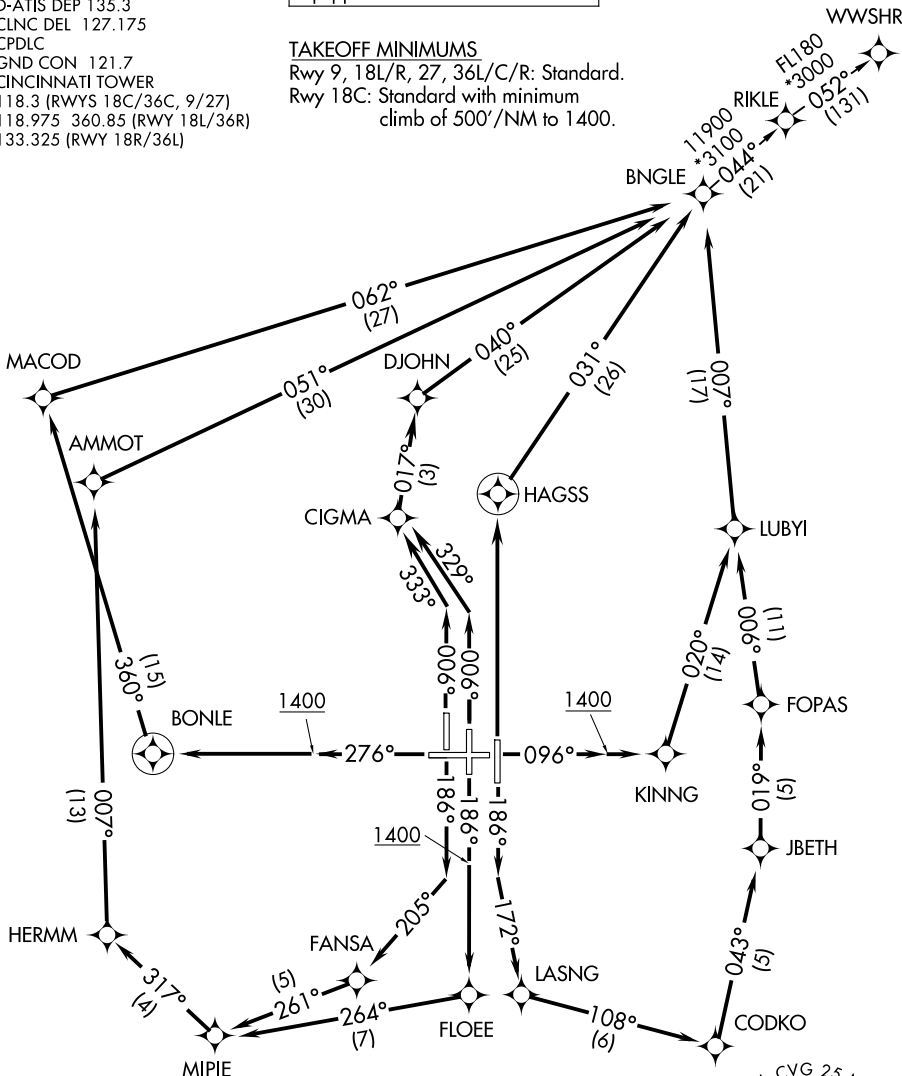 D-ATIS DEP 135.3
CLNC DEL 127.175
CPDLC
GND CON 121.7
CINCINNATI TOWER
118.3 (RWYS 18C/36C, 9/27)
118.975 360.85 (RWY 18L/36R)
133.325 (RWY 18R/36L)
TAKEOFF MINIMUMS
Rwy 9, 18L/R, 27, 36L/C/R: Standard.
Rwy 18C: Standard with minimum
climb of 500'/NM to 1400.
WWSHR
FL180
*3000
052°
(131)
RIKLE
11900
*3100
044°
(21)
BNGLE
062°
(27)
MACOD
051°
(30)
DJOHN
040°
(25)
031°
(26)
007°
(17)
AMMOT
017°
(3)
HAGSS
CIGMA
LUBYI
329°
333°
006°
006°
020°
(14)
006°
(11)
360°
(15)
FOPAS
BONLE
1400
276°
1400
096°
KINNG
019°
(5)
007°
(13)
186°
186°
186°
1400
JBETH
HERMM
205°
172°
043°
(5)
FANSA
317°
(4)
(5)
261°
264°
(7)
FLOEE
LASNG
108°
(6)
CODKO
MIPIE
CVG 25